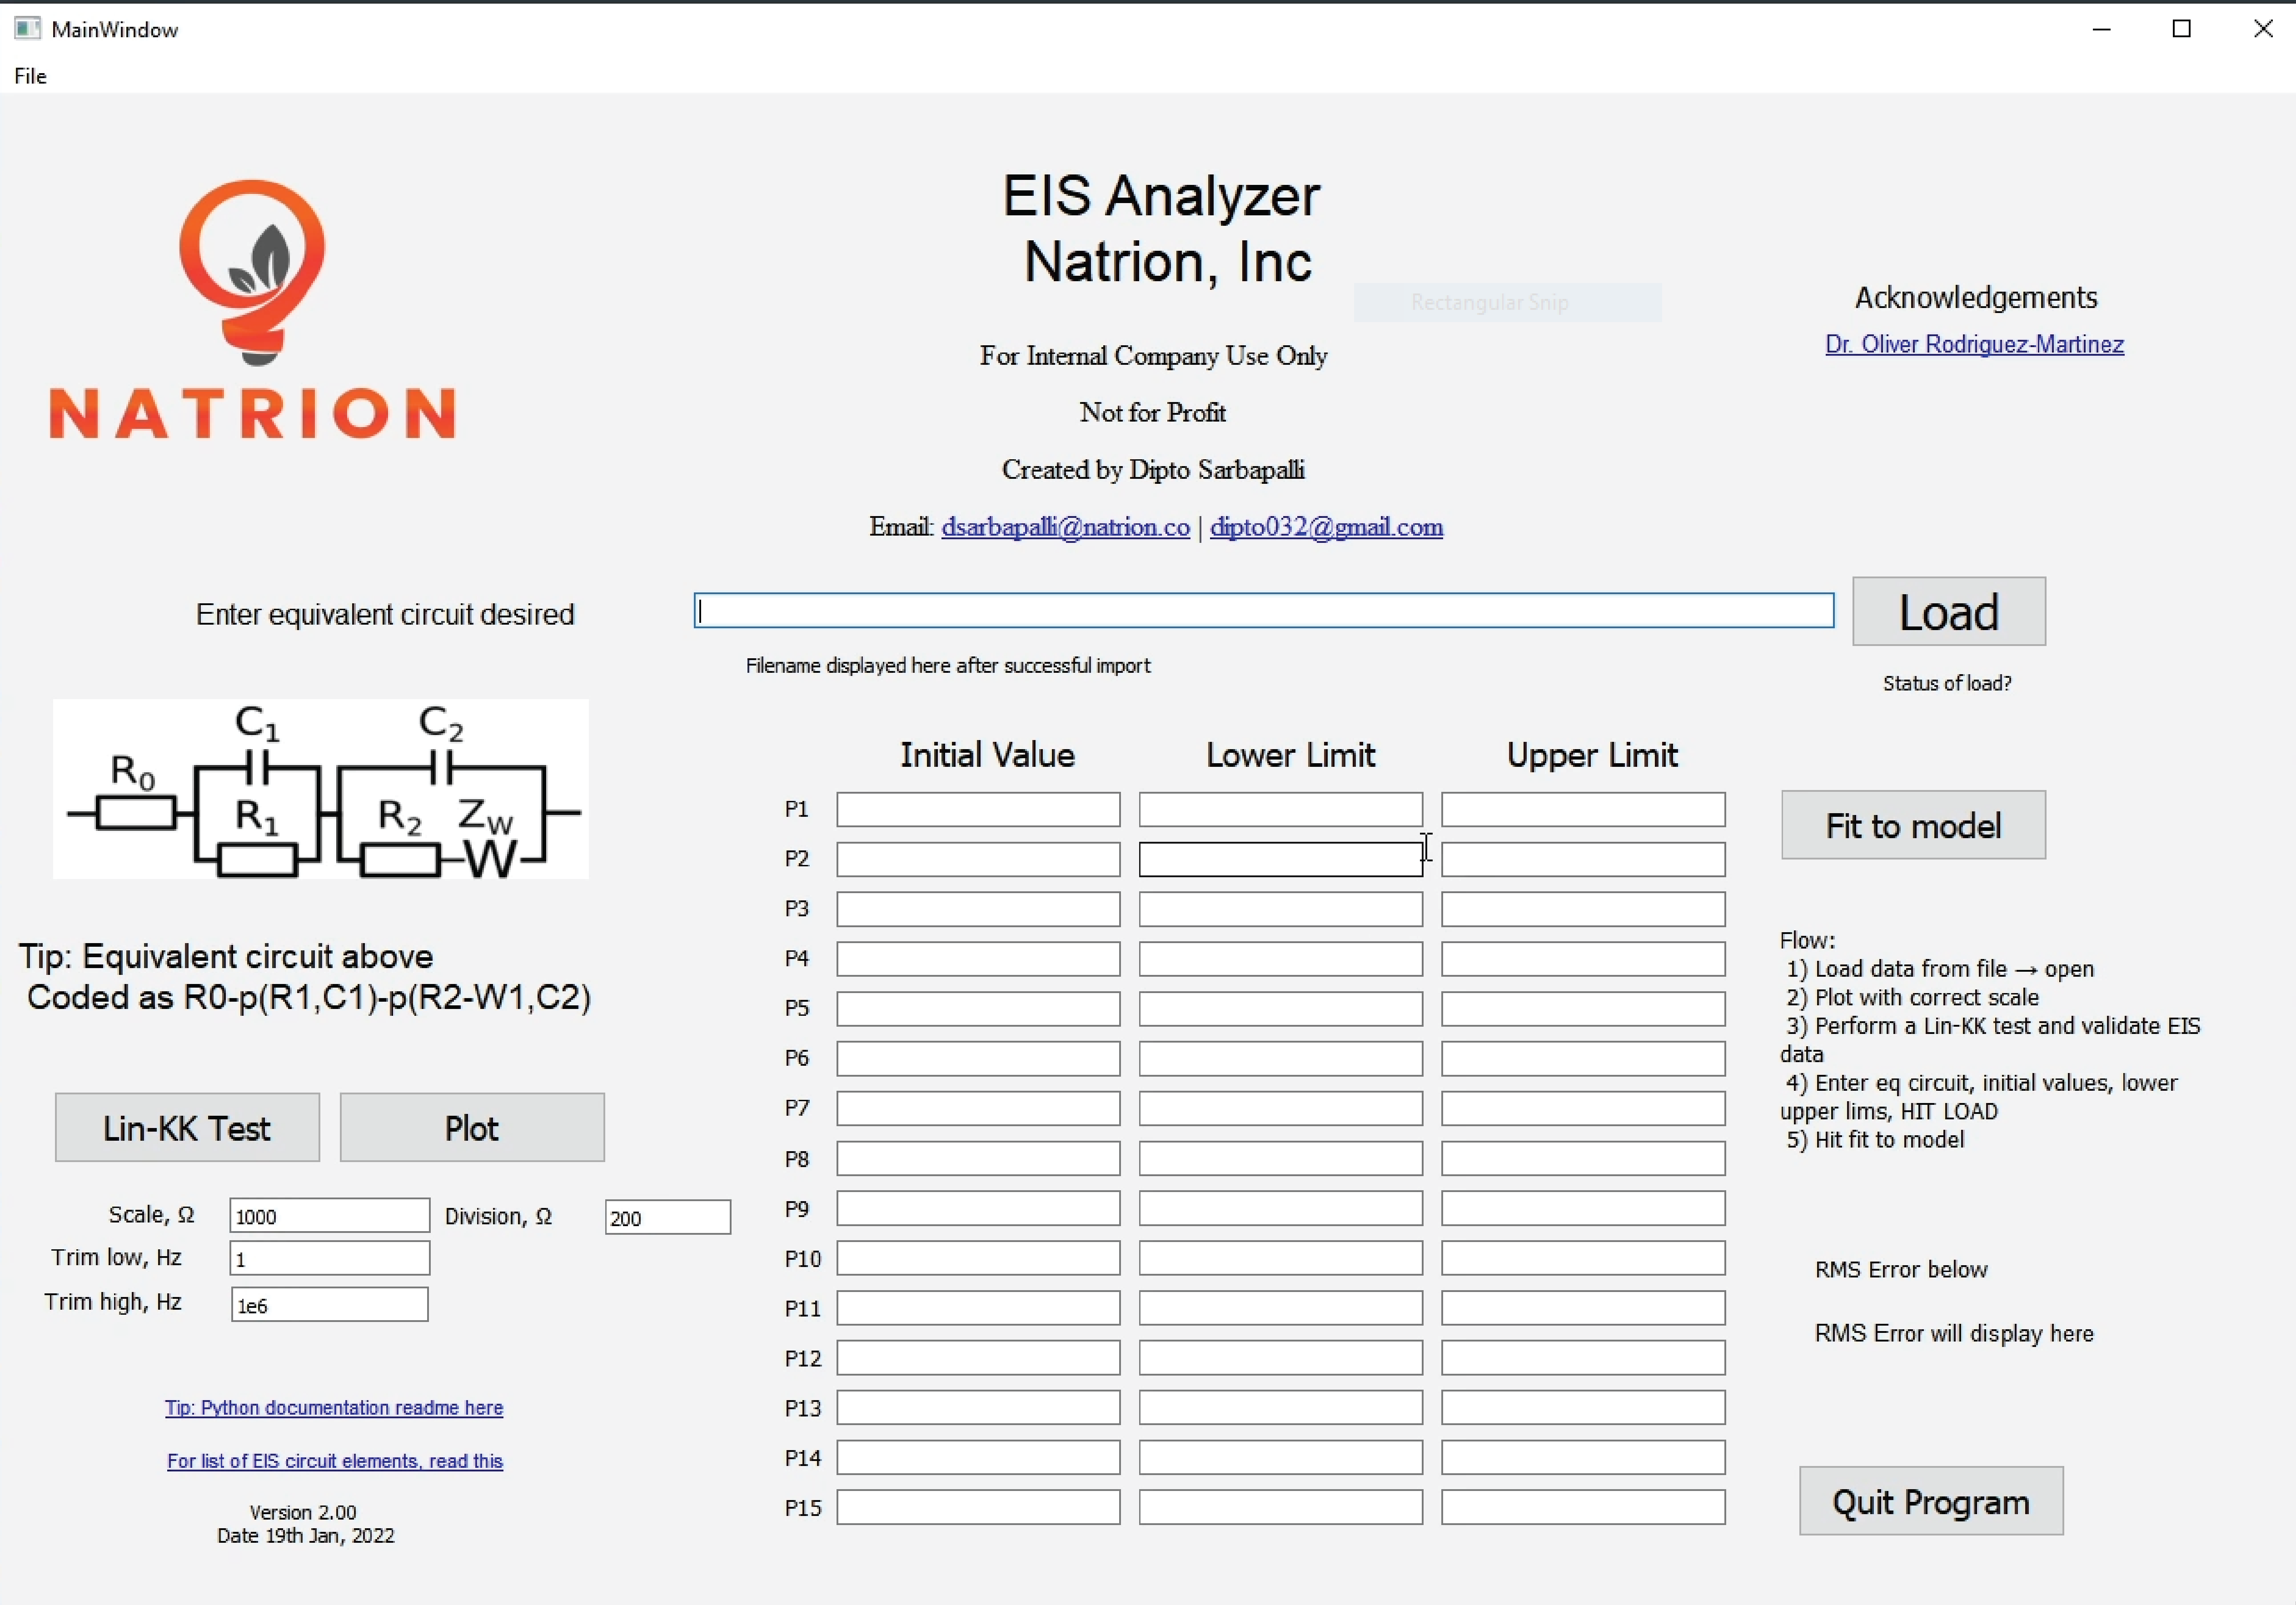 MainWindow
File
EIS Analyzer
Natrion, Inc
Rectangular Snip
NATRION
For Internal Company Use Only
Not for Profit
Created by Dipto Sarbapalli
Email: dsarbapalli@natrion.co | dipto032@gmail.com
Acknowledgements
Dr. Oliver Rodriguez-Martinez
Enter equivalent circuit desired
Load
Filename displayed here after successful import
Status of load?
C1
C2
R0
R1
R2
ZW
W
Tip: Equivalent circuit above
Coded as R0-p(R1,C1)-p(R2-W1,C2)
Lin-KK Test
Plot
Scale, Ω
1000
Division, Ω
200
Trim low, Hz
1
Trim high, Hz
1e6
Tip: Python documentation readme here
For list of EIS circuit elements, read this
Version 2.00
Date 19th Jan, 2022
Initial Value
Lower Limit
Upper Limit
P1
P2
P3
P4
P5
P6
P7
P8
P9
P10
P11
P12
P13
P14
P15
Fit to model
Flow:
1) Load data from file → open
2) Plot with correct scale
3) Perform a Lin-KK test and validate EIS
data
4) Enter eq circuit, initial values, lower
upper lims, HIT LOAD
5) Hit fit to model
RMS Error below
RMS Error will display here
Quit Program